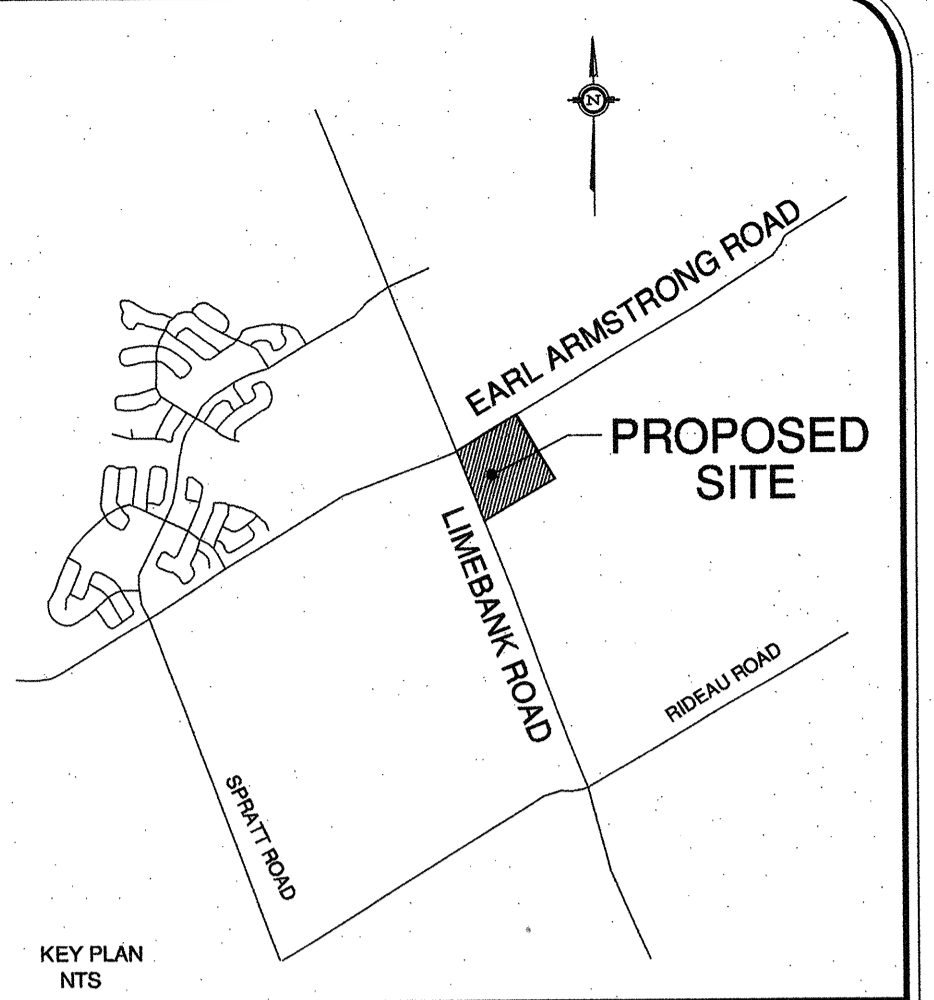 N
EARL ARMSTRONG ROAD
PROPOSED
SITE
LIMEBANK ROAD
RIDEAU ROAD
SPRATT ROAD
KEY PLAN
NTS